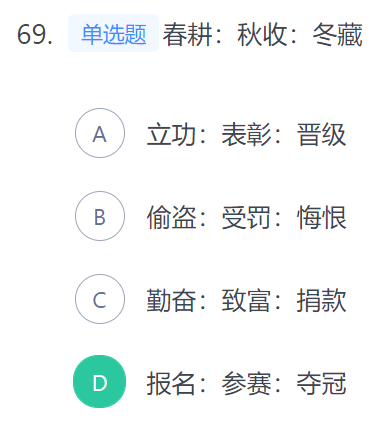 69. 单选题 春耕：秋收：冬藏
A 立功：表彰：晋级
B 偷盗：受罚：悔恨
C 勤奋：致富：捐款
D 报名：参赛：夺冠